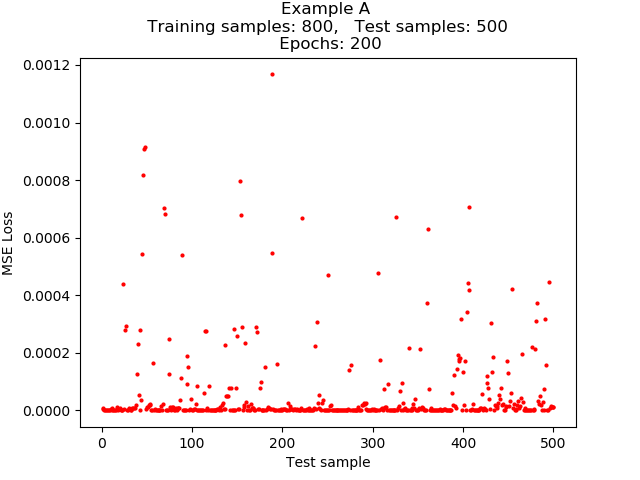 Example A
Training samples: 800,   Test samples: 500
Epochs: 200
0.0012
0.0010
0.0008
0.0006
0.0004
0.0002
0.0000
MSE Loss
0 100 200 300 400 500
Test sample